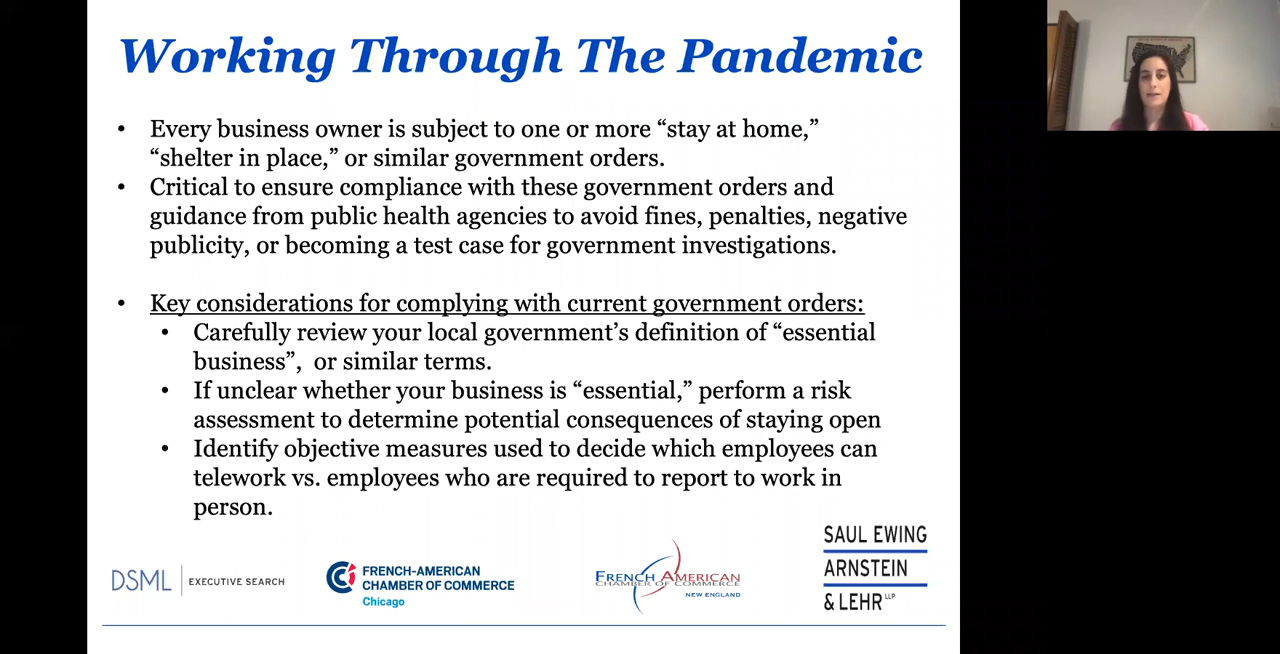 Working Through The Pandemic
• Every business owner is subject to one or more “stay at home,”
“shelter in place,” or similar government orders.
• Critical to ensure compliance with these government orders and
guidance from public health agencies to avoid fines, penalties, negative
publicity, or becoming a test case for government investigations.
• Key considerations for complying with current government orders:
• Carefully review your local government’s definition of “essential
business”,  or similar terms.
• If unclear whether your business is “essential,” perform a risk
assessment to determine potential consequences of staying open
• Identify objective measures used to decide which employees can
telework vs. employees who are required to report to work in
person.
DSML | EXECUTIVE SEARCH
FRENCH-AMERICAN
CHAMBER OF COMMERCE
Chicago
FRENCH AMERICAN
CHAMBER OF COMMERCE
NEW ENGLAND
SAUL EWING
ARNSTEIN
& LEHR LLP